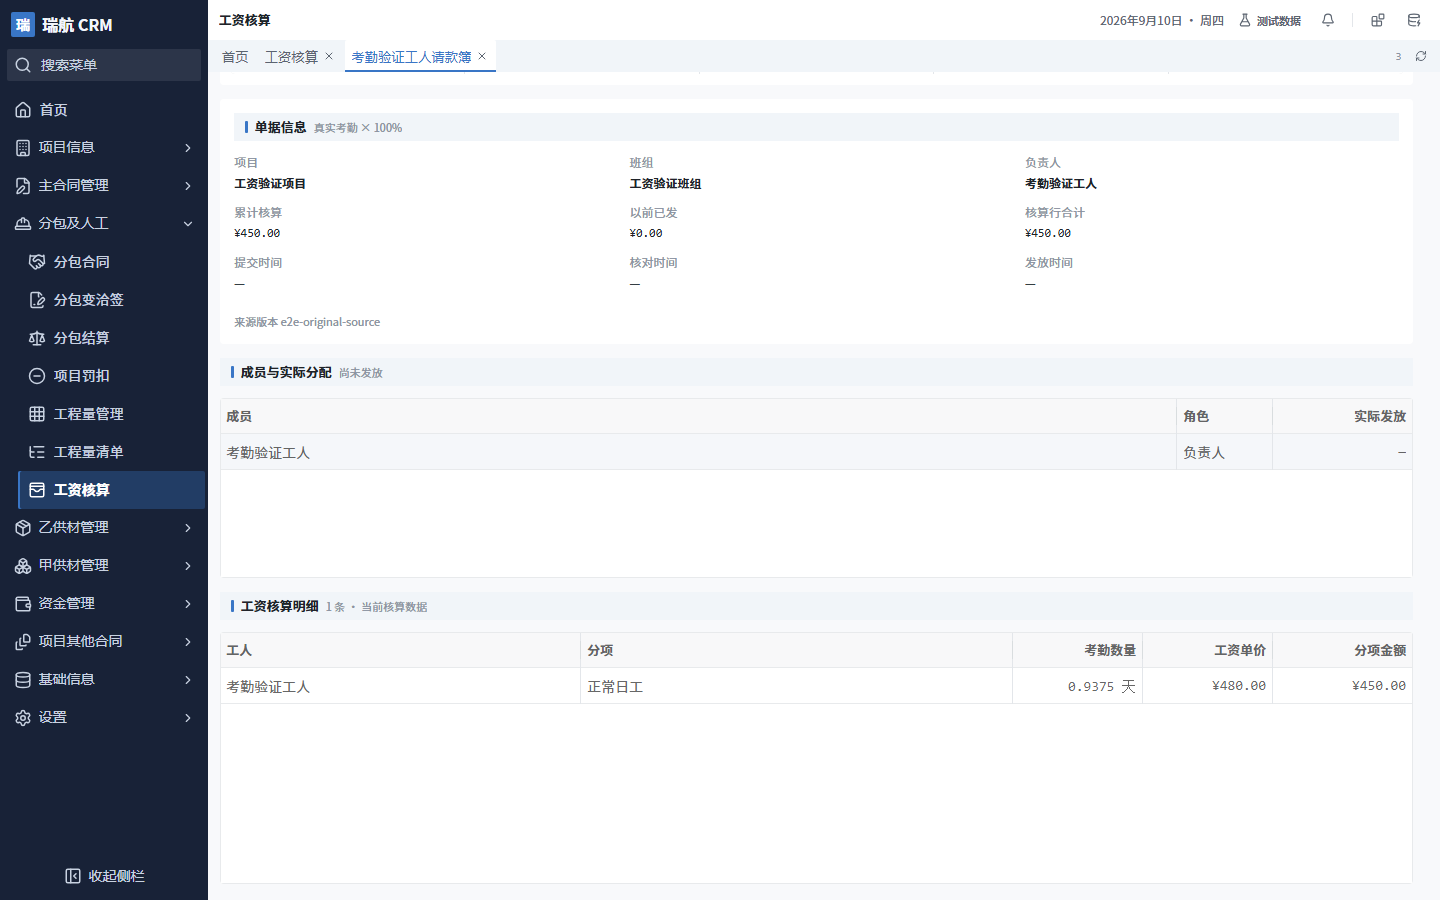 瑞 瑞航 CRM
搜索菜单
首页
项目信息
主合同管理
分包及人工
分包合同
分包变洽签
分包结算
项目罚扣
工程量管理
工程量清单
工资核算
乙供材管理
甲供材管理
资金管理
项目其他合同
基础信息
设置
收起侧栏
工资核算
2026年9月10日 · 周四 测试数据
首页 工资核算 × 考勤验证工人请款簿 × 3
单据信息 真实考勤 × 100%
项目 班组 负责人
工资验证项目 工资验证班组 考勤验证工人
累计核算 以前已发 核算行合计
¥450.00 ¥0.00 ¥450.00
提交时间 核对时间 发放时间
— — —
来源版本 e2e-original-source
成员与实际分配 尚未发放
成员 角色 实际发放
考勤验证工人 负责人 —
工资核算明细 1 条 · 当前核算数据
工人 分项 考勤数量 工资单价 分项金额
考勤验证工人 正常日工 0.9375 天 ¥480.00 ¥450.00